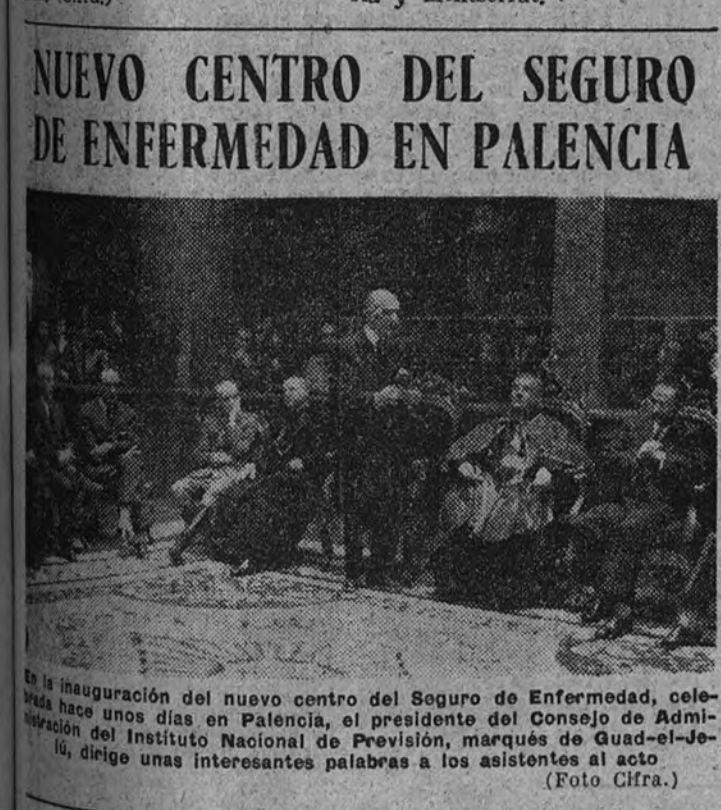 NUEVO CENTRO DEL SEGURO
DE ENFERMEDAD EN PALENCIA
En la inauguración del nuevo centro del Seguro de Enfermedad, cele-
brada hace unos días en Palencia, el presidente del Consejo de Admi-
nistración del Instituto Nacional de Previsión, marqués de Guad-el-Je-
lú, dirige unas interesantes palabras a los asistentes al acto
(Foto Cifra.)